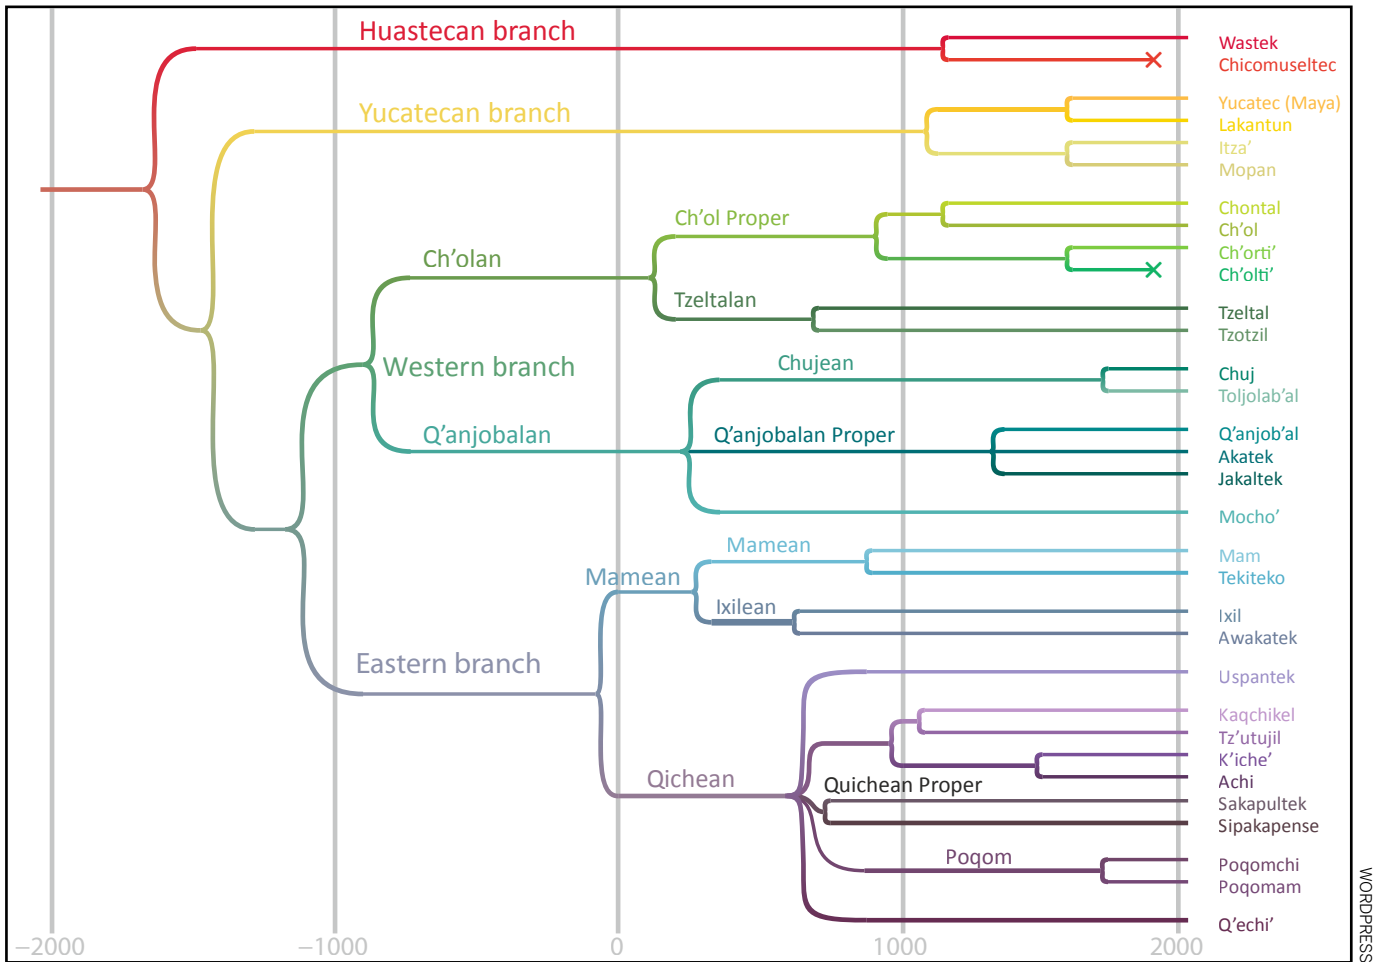 Huastecan branch
Wastek
Chicomuseltec
Yucatecan branch
Yucatec (Maya)
Lakantun
Itza’
Mopan
Ch’ol Proper
Chontal
Ch’ol
Ch’orti’
Ch’olti’
Ch’olan
Tzeltalan
Tzeltal
Tzotzil
Western branch
Chujean
Chuj
Toljolab’al
Q’anjobalan
Q’anjobalan Proper
Q’anjob’al
Akatek
Jakaltek
Mocho’
Mamean
Mam
Tekiteko
Mamean
Ixilean
Ixil
Awakatek
Eastern branch
Uspantek
Kaqchikel
Tz’utujil
K’iche’
Achi
Qichean
Quichean Proper
Sakapultek
Sipakapense
Poqom
Poqomchi
Poqomam
Q’echi’
−2000
−1000
0
1000
2000
WORDPRESS